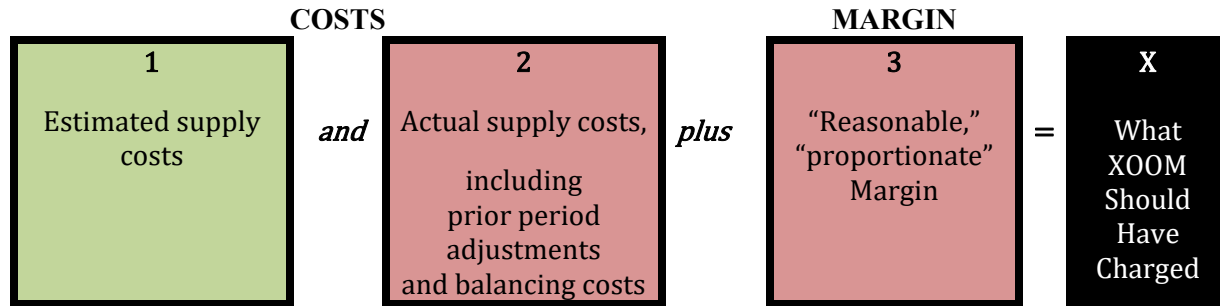 COSTS
MARGIN
1
Estimated supply
costs
and
2
Actual supply costs,
including
prior period
adjustments
and balancing costs
plus
3
“Reasonable,”
“proportionate”
Margin
=
X
What
XOOM
Should
Have
Charged